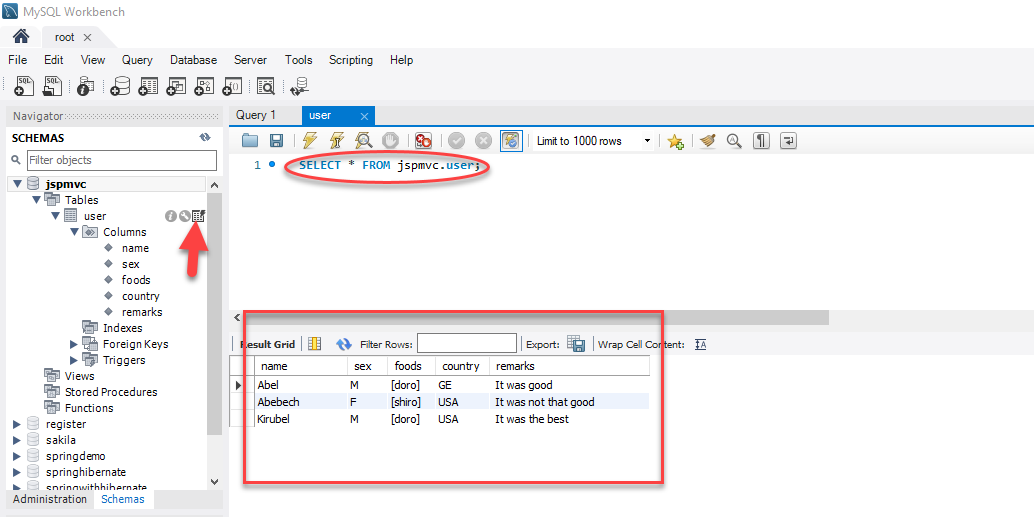 MySQL Workbench
root
File Edit View Query Database Server Tools Scripting Help
Navigator
SCHEMAS
Filter objects
jspmvc
Tables
user
Columns
name
sex
foods
country
remarks
Indexes
Foreign Keys
Triggers
Views
Stored Procedures
Functions
register
sakila
springdemo
springhibernate
springwithhibernate
Administration Schemas
Query 1 user
Limit to 1000 rows
1 SELECT * FROM jspmvc.user;
Result Grid Filter Rows: Export: Wrap Cell Content: IA
name sex foods country remarks
Abel M [doro] GE It was good
Abebech F [shiro] USA It was not that good
Kirubel M [doro] USA It was the best